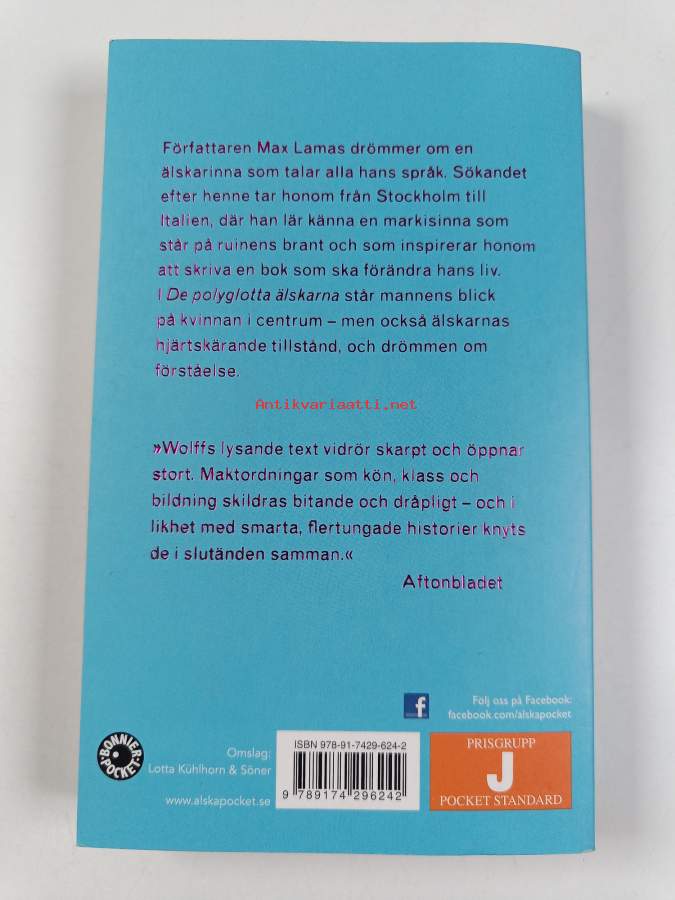 Författaren Max Lamas drömmer om en
älskarinna som talar alla hans språk. Sökandet
efter henne tar honom från Stockholm till
Italien, där han lär känna en markisinna som
står på ruinens brant och som inspirerar honom
att skriva en bok som ska förändra hans liv.
I De polyglotta älskarna står mannens blick
på kvinnan i centrum – men också älskarnas
hjärtskärande tillstånd, och drömmen om
förståelse.
Antikvariaatti.net
»Wolffs lysande text vidrör skarpt och öppnar
stort. Maktordningar som kön, klass och
bildning skildras bitande och dråpligt – och i
likhet med smarta, flertungade historier knyts
de i slutänden samman.«
Aftonbladet
f
Följ oss på Facebook:
facebook.com/alskapocket
BONNIER POCKET
Omslag:
Lotta Kühlhorn & Söner
www.alskapocket.se
ISBN 978-91-7429-624-2
9 789174 296242
PRISGRUPP
J
POCKET STANDARD